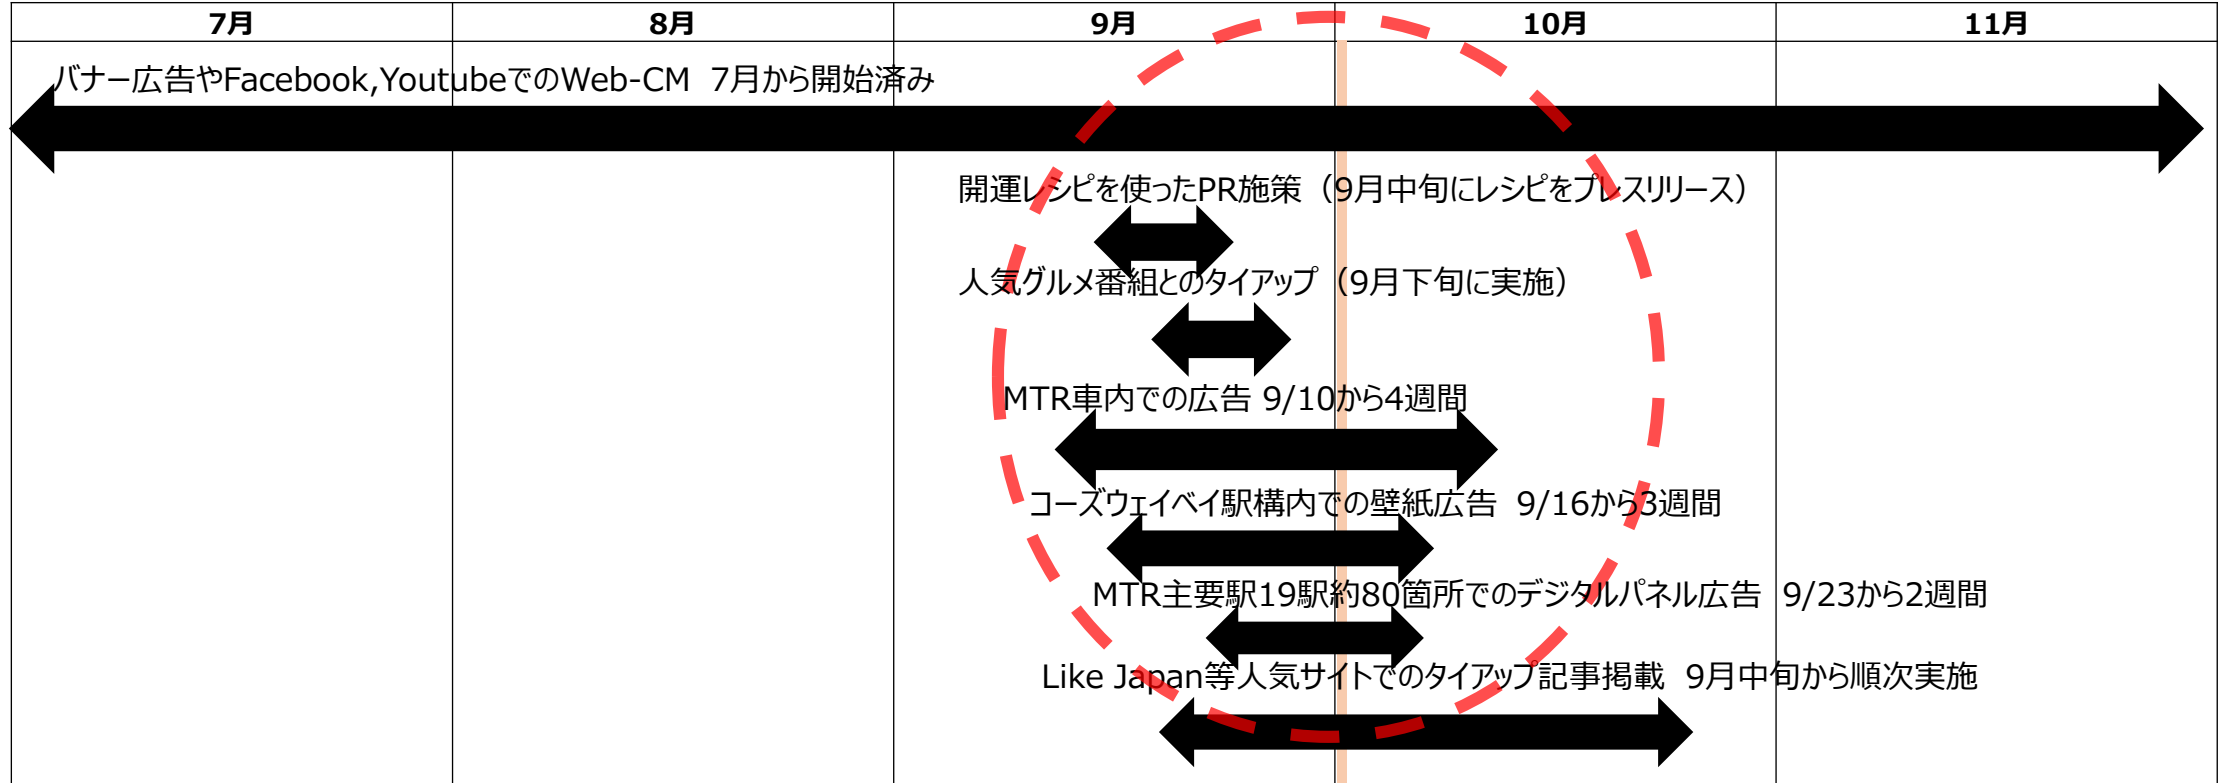 7月 8月 9月 10月 11月
バナー広告やFacebook,YoutubeでのWeb-CM 7月から開始済み
開運レシピを使ったPR施策（9月中旬にレシピをプレスリリース）
人気グルメ番組とのタイアップ（9月下旬に実施）
MTR車内での広告 9/10から4週間
コーズウェイベイ駅構内での壁紙広告 9/16から3週間
MTR主要駅19駅約80箇所でのデジタルパネル広告 9/23から2週間
Like Japan等人気サイトでのタイアップ記事掲載 9月中旬から順次実施